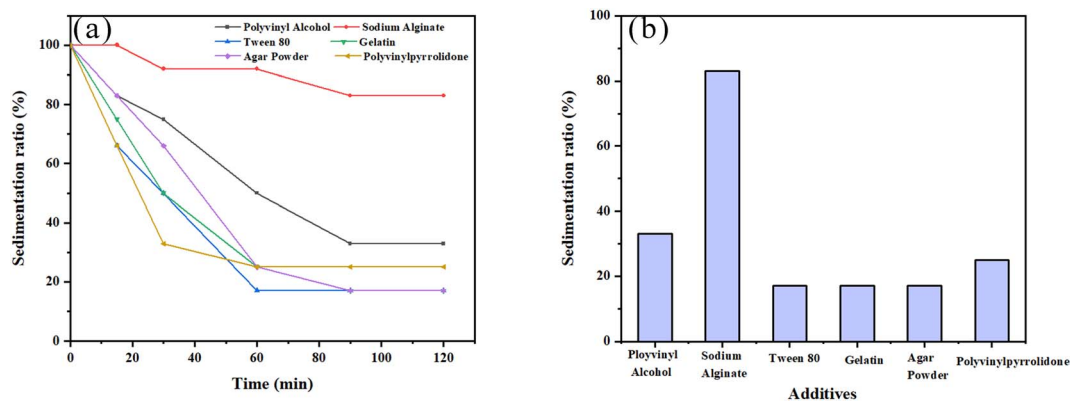 (a)
Polyvinyl Alcohol Sodium Alginate
Tween 80 Gelatin
Agar Powder Polyvinylpyrrolidone
Sedimentation ratio (%)
100
80
60
40
20
0
0 20 40 60 80 100 120
Time (min)
(b)
Sedimentation ratio (%)
100
80
60
40
20
0
Ployvinyl Alcohol
Sodium Alginate
Tween 80
Gelatin
Agar Powder
Polyvinylpyrrolidone
Additives